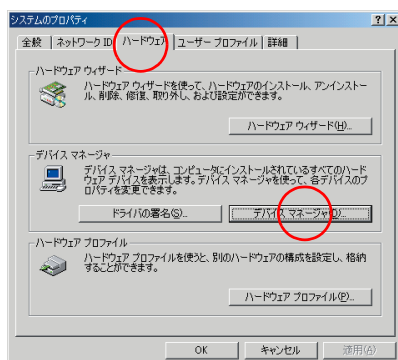 システムのプロパティ
全般 ネットワーク ID ハードウェア ユーザー プロファイル 詳細
ハードウェア ウィザード
ハードウェア ウィザードを使って、ハードウェアのインストール、アンインストー
ル、削除、修復、取り外し、および設定ができます。
ハードウェア ウィザード(H)...
デバイス マネージャ
デバイス マネージャは、コンピュータにインストールされているすべてのハード
ウェア デバイスを表示します。デバイス マネージャを使って、各デバイスのプ
ロパティを変更できます。
ドライバの署名(S)... デバイス マネージャ(D)...
ハードウェア プロファイル
ハードウェア プロファイルを使うと、別のハードウェアの構成を設定し、格納
することができます。
ハードウェア プロファイル(P)...
OK キャンセル 適用(A)